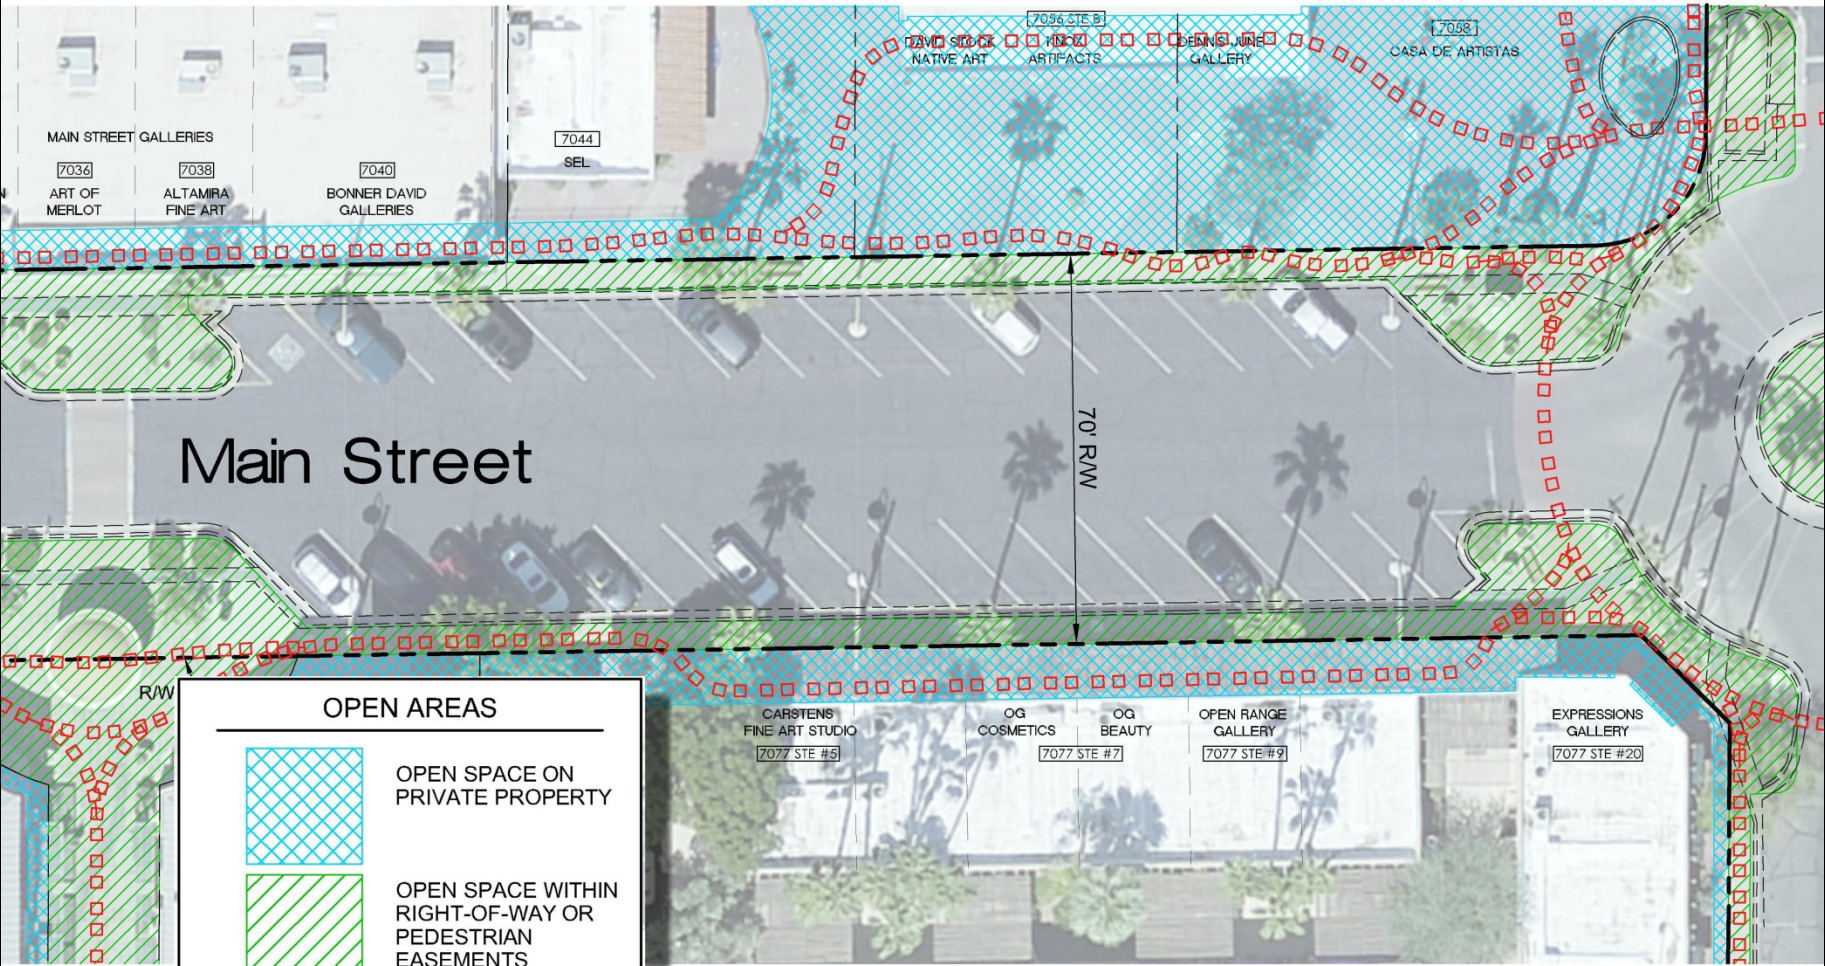 7056 STE B
DAVID SROCK
NATIVE ART
KNOX
ARTIFACTS
DENNIS JUNE
GALLERY
7058
CASA DE ARTISTAS
MAIN STREET GALLERIES
7036
ART OF
MERLOT
7038
ALTAMIRA
FINE ART
7040
BONNER DAVID
GALLERIES
7044
SEL
N
Main Street
70' R/W
R/W
OPEN AREAS
OPEN SPACE ON
PRIVATE PROPERTY
OPEN SPACE WITHIN
RIGHT-OF-WAY OR
PEDESTRIAN
EASEMENTS
CARSTENS
FINE ART STUDIO
7077 STE #5
OG
COSMETICS
OG
BEAUTY
7077 STE #7
OPEN RANGE
GALLERY
7077 STE #9
EXPRESSIONS
GALLERY
7077 STE #20